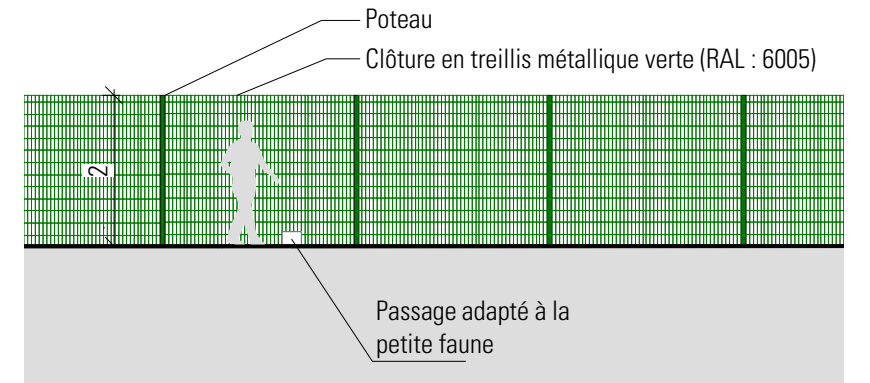 Poteau
Clôture en treillis métallique verte (RAL : 6005)
2
Passage adapté à la
petite faune